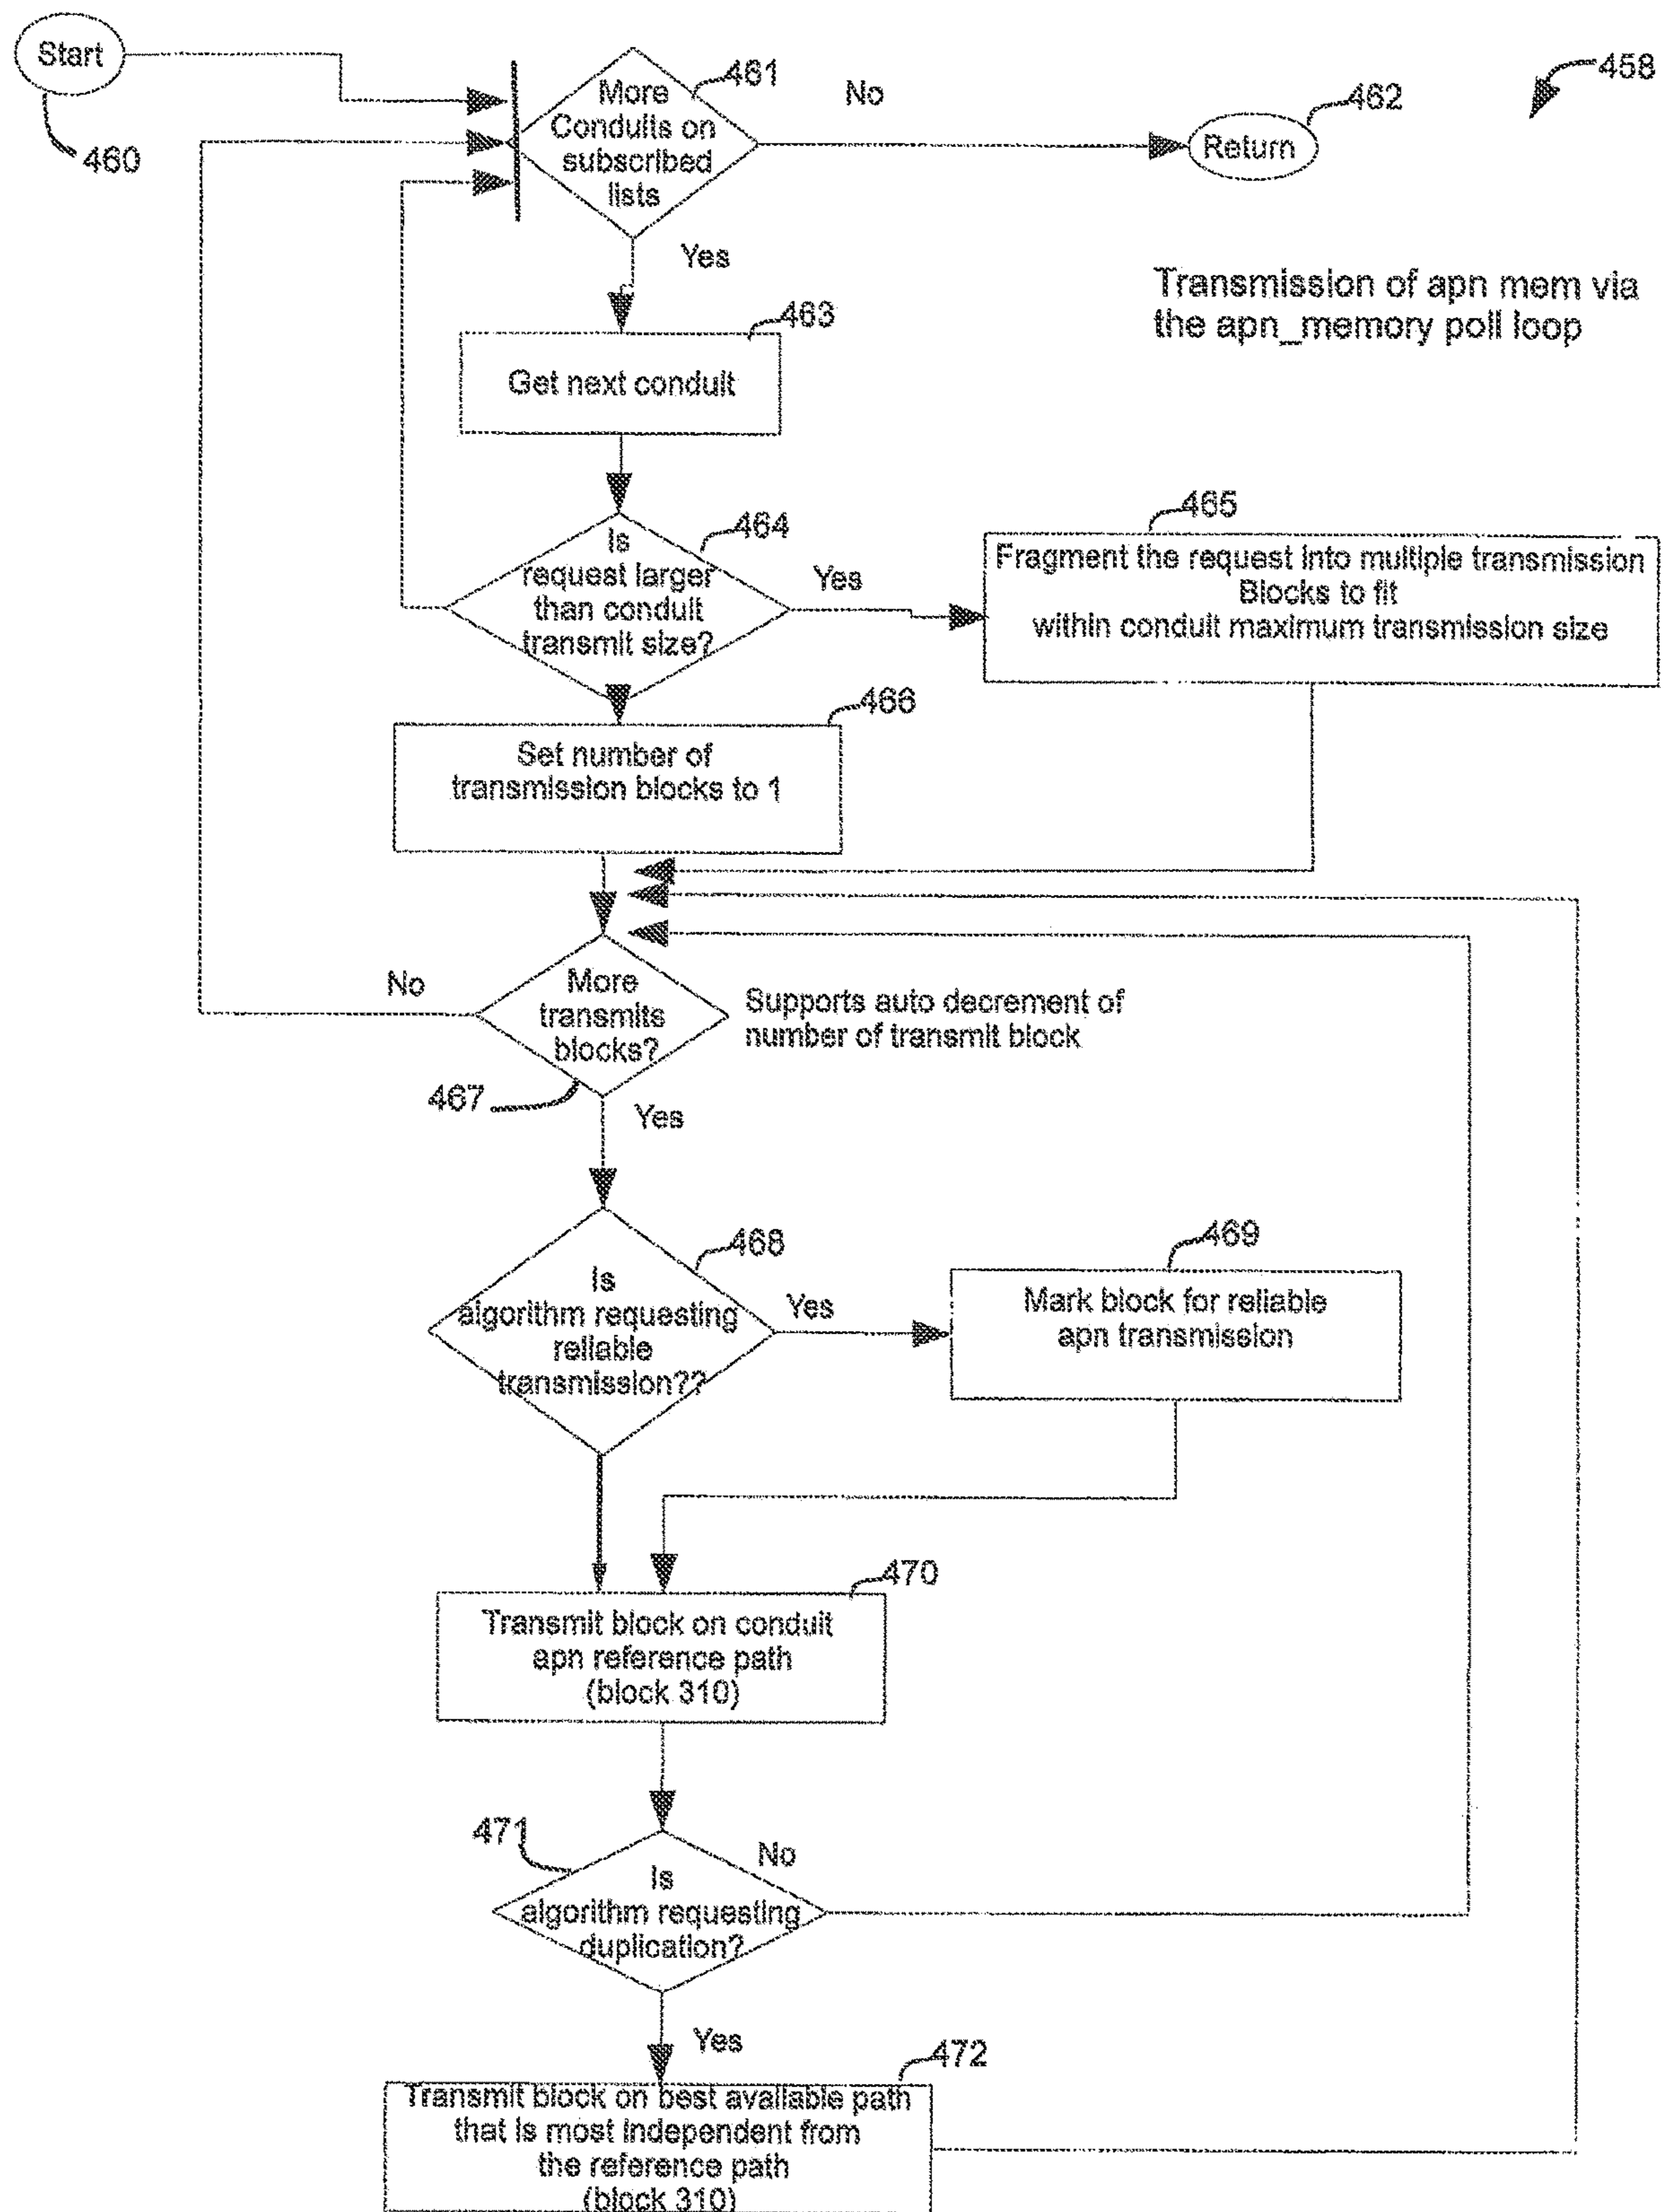 Start
460
More
Conduits on
subscribed
lists
461
No
Return
462
458
Yes
Transmission of apn mem via
the apn_memory poll loop
Get next conduit
463
Is
request larger
than conduit
transmit size?
464
Yes
465
Fragment the request into multiple transmission
Blocks to fit
within conduit maximum transmission size
466
Set number of
transmission blocks to 1
No
More
transmits
blocks?
467
Supports auto decrement of
number of transmit block
Yes
468
Is
algorithm requesting
reliable
transmission??
Yes
469
Mark block for reliable
apn transmission
470
Transmit block on conduit
apn reference path
(block 310)
471
Is
algorithm requesting
duplication?
No
Yes
472
Transmit block on best available path
that is most independent from
the reference path
(block 310)